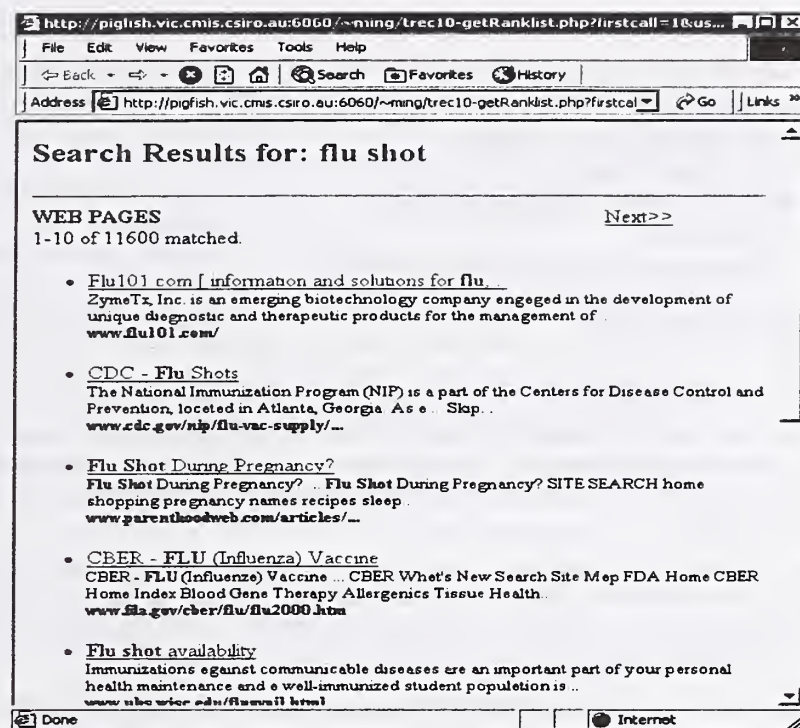 http://pigfish.vic.cmis.csiro.au:6060/~ming/trec10-getRanklist.php?firstcall=1&us...
File Edit View Favorites Tools Help
Back Search Favorites History
Address http://pigfish.vic.cmis.csiro.au:6060/~ming/trec10-getRanklist.php?firstcal Go Links »
Search Results for: flu shot
WEB PAGES Next>>
1-10 of 11600 matched.
• Flu101 com [ information and solutions for flu, ..
ZymeTx, Inc. is an emerging biotechnology company engeged in the development of
unique diegnostic and therapeutic products for the management of ..
www.flu101.com/
• CDC - Flu Shots
The National Immunization Program (NIP) is a part of the Centers for Disease Control and
Prevention, loceted in Atlanta, Georgia. As e .. Skip. .
www.cdc.gov/nip/flu-vac-supply/...
• Flu Shot During Pregnancy?
Flu Shot During Pregnancy? .. Flu Shot During Pregnancy? SITE SEARCH home
shopping pregnancy names recipes sleep..
www.parenthoodweb.com/articles/...
• CBER - FLU (Influenza) Vaccine
CBER - FLU (Influenze) Vaccine ... CBER Whet's New Search Site Mep FDA Home CBER
Home Index Blood Gene Therapy Allergenics Tissue Health..
www.fda.gov/cber/flu/flu2000.htm
• Flu shot availability
Immunizations egainst communicable diseases ere an important part of your personal
health maintenance and e well-immunized student populetion is ..
Done Internet